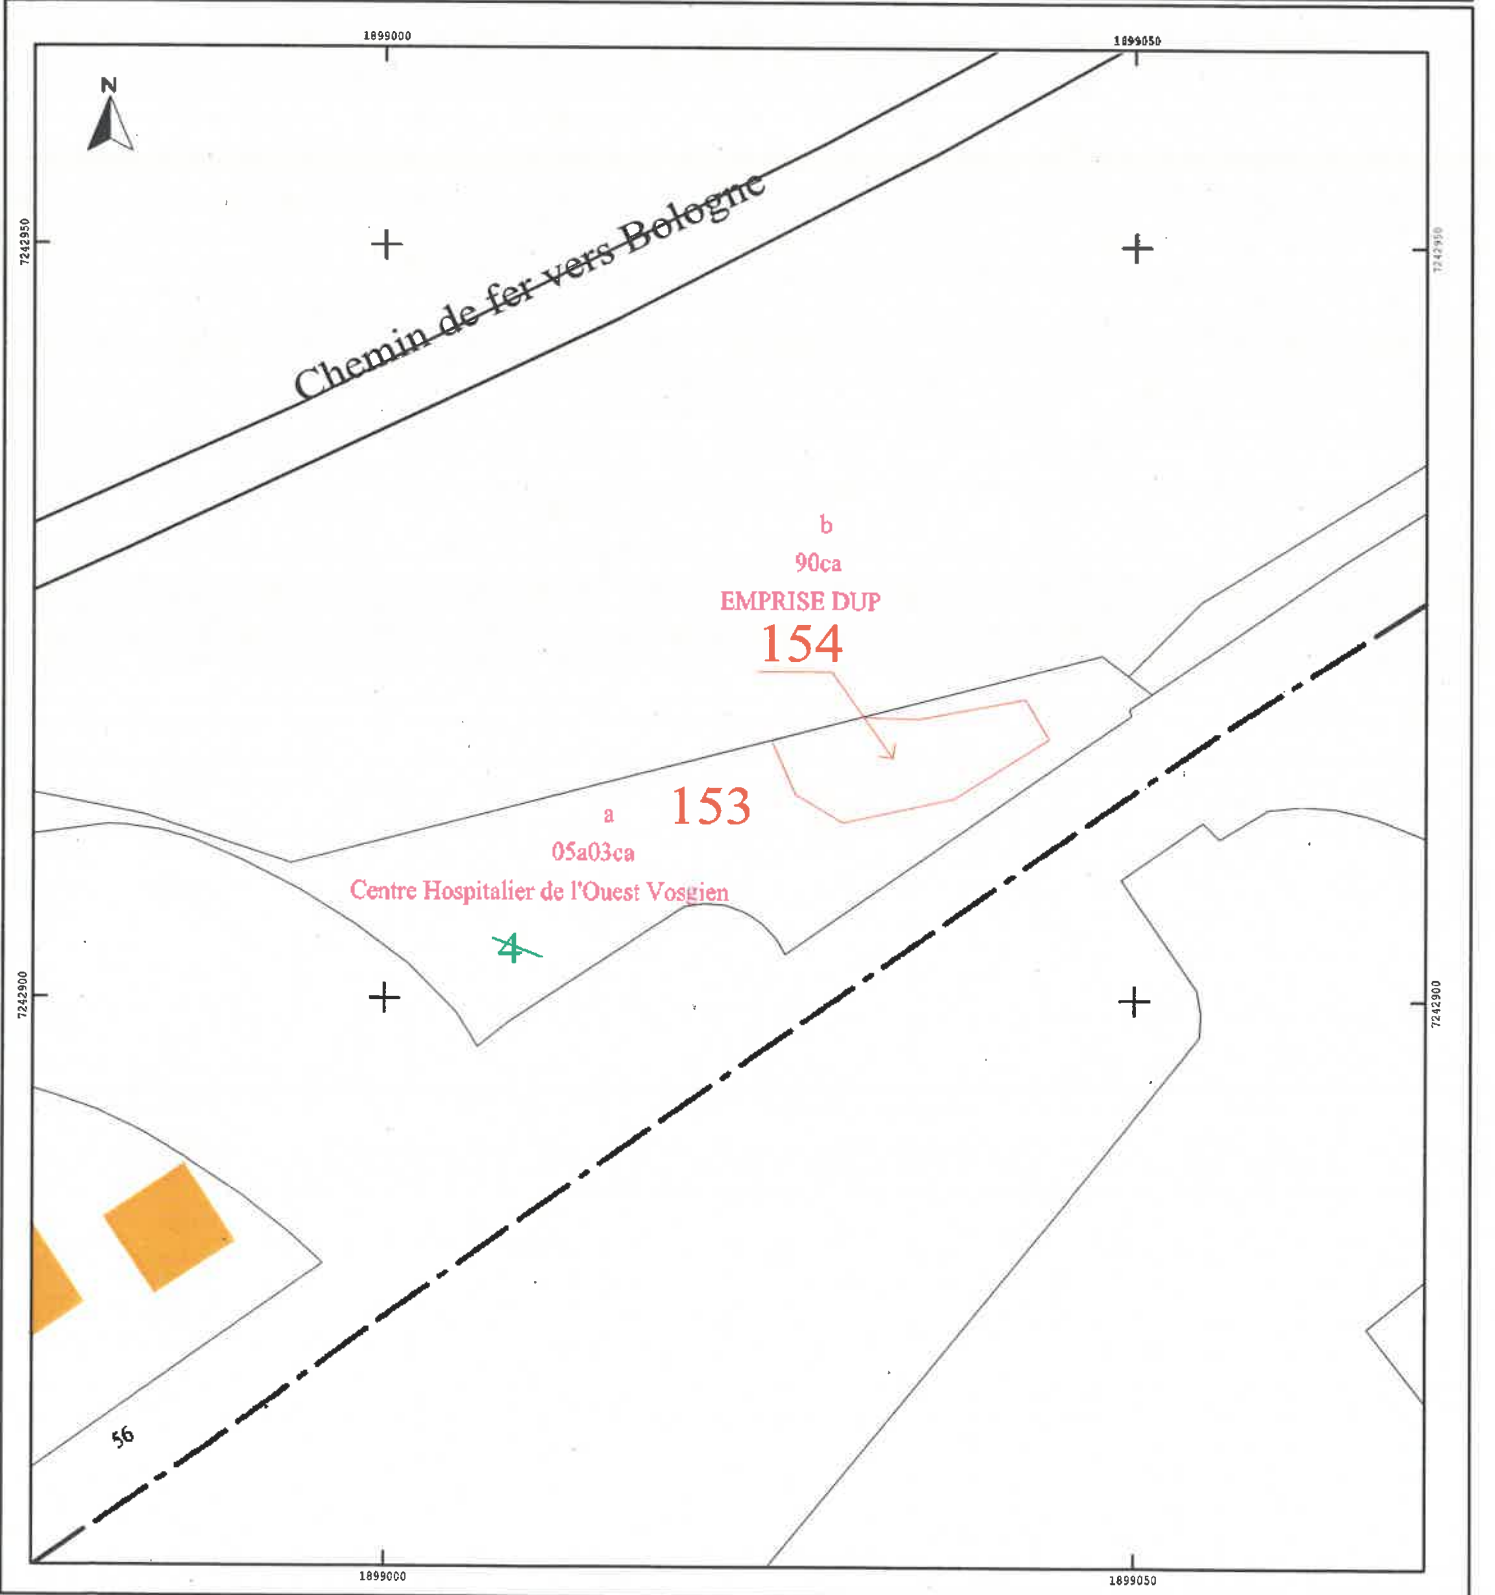 1899000
1899050
N
7242950
7242950
Chemin de fer vers Bologne
b
90ca
EMPRISE DUP
154
153
a
05a03ca
Centre Hospitalier de l'Ouest Vosgien
4
7242900
7242900
56
1899000
1899050